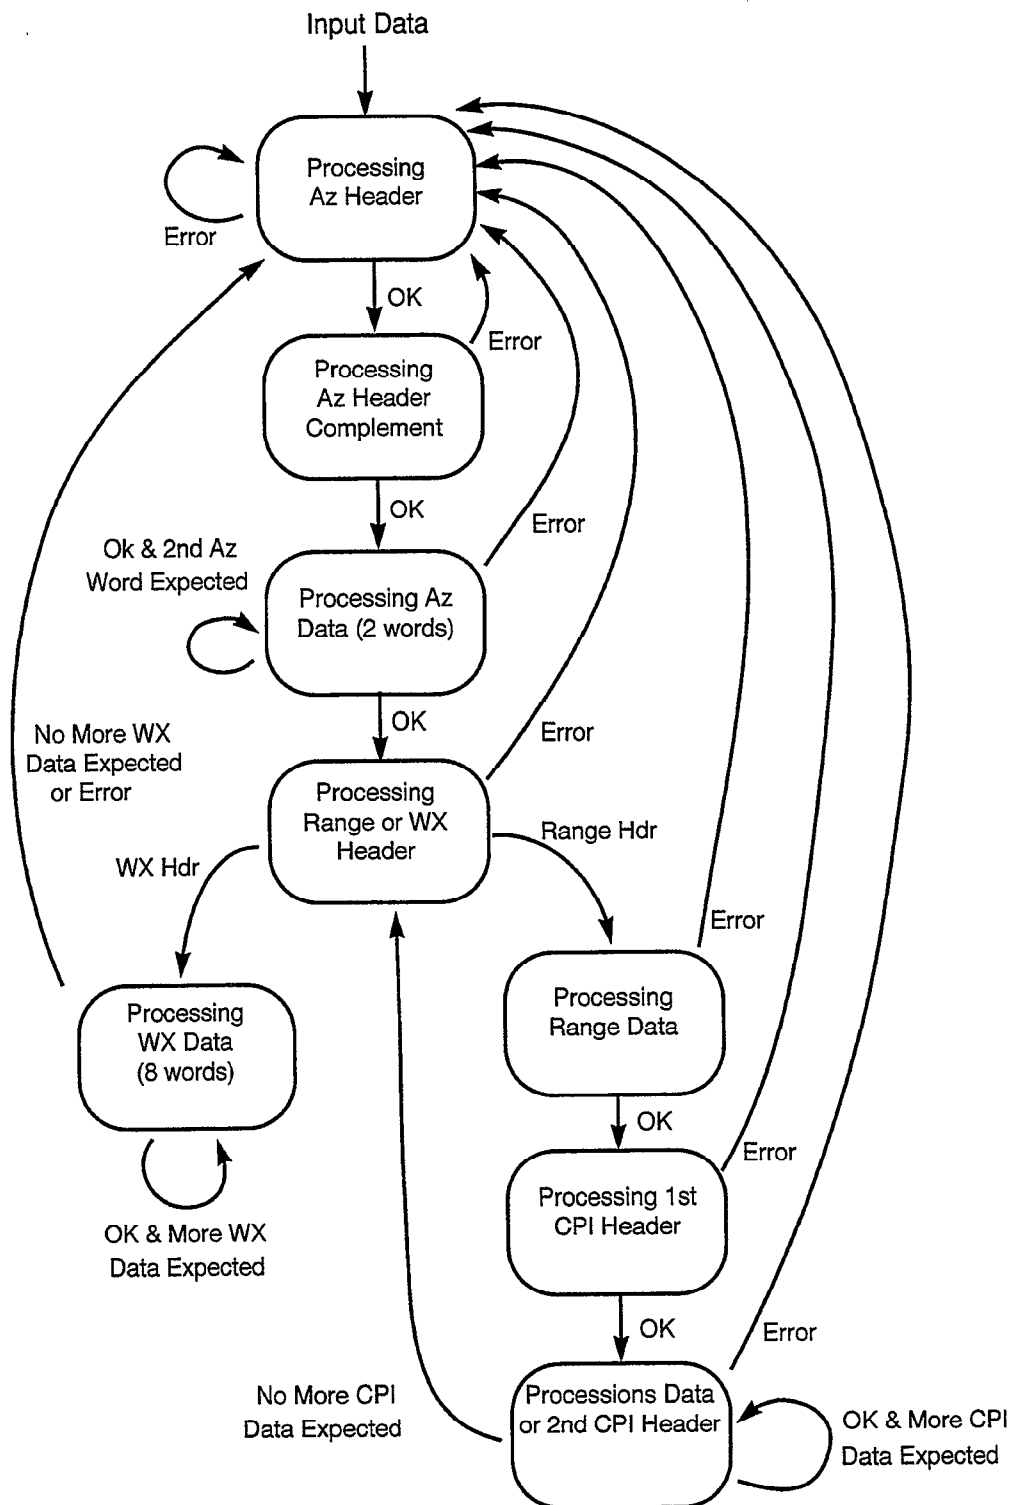 Input Data
Processing
Az Header
Error
OK
Error
Processing
Az Header
Complement
OK
Error
Ok & 2nd Az
Word Expected
Processing Az
Data (2 words)
OK
Error
No More WX
Data Expected
or Error
Processing
Range or WX
Header
Range Hdr
WX Hdr
Error
Processing
Range Data
Processing
WX Data
(8 words)
OK
Error
Processing 1st
CPI Header
OK & More WX
Data Expected
OK
Error
Processions Data
or 2nd CPI Header
No More CPI
Data Expected
OK & More CPI
Data Expected